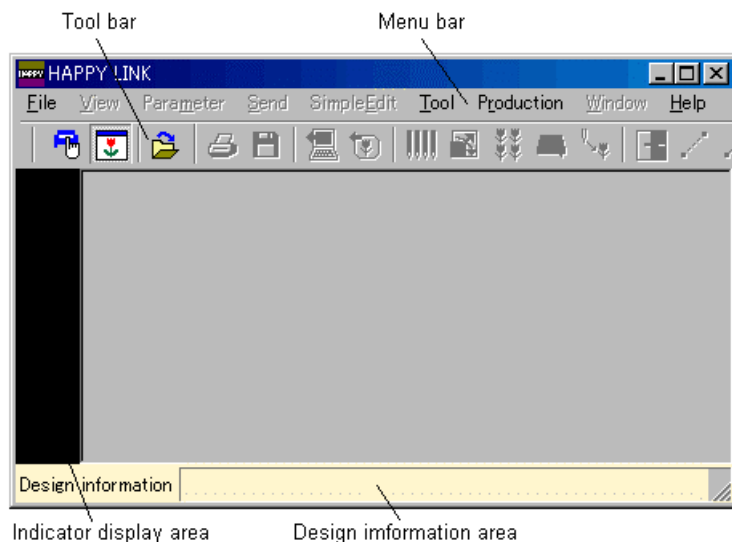 Tool bar
Menu bar
HAPPY HAPPY LINK
File View Parameter Send SimpleEdit Tool Production Window Help
Design information
Indicator display area
Design imformation area